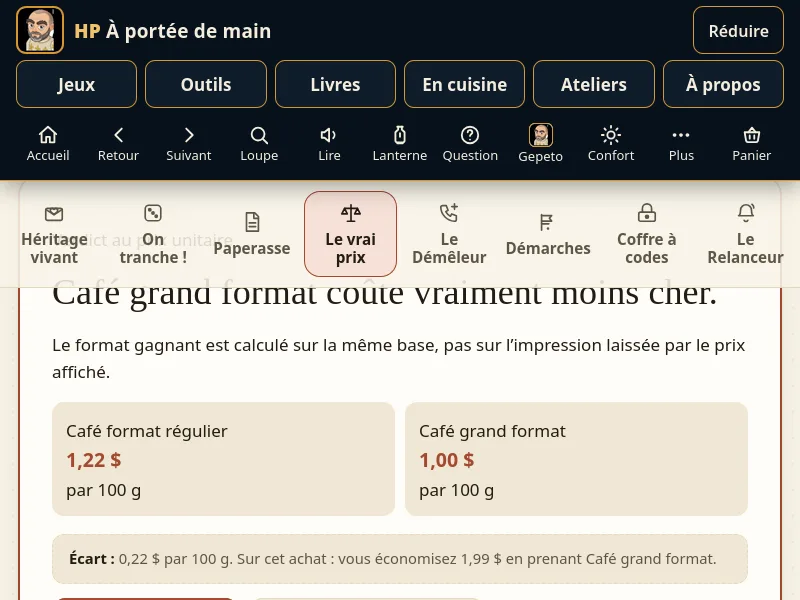 HP À portée de main
Réduire
Jeux
Outils
Livres
En cuisine
Ateliers
À propos
Accueil
Retour
Suivant
Loupe
Lire
Lanterne
Question
Gepeto
Confort
Plus
Panier
Héritage
vivant
On
tranche !
Paperasse
Le vrai
prix
Le
Démêleur
Démarches
Coffre à
codes
Le
Relanceur
au prix unitaire
Café grand format coûte vraiment moins cher.
Le format gagnant est calculé sur la même base, pas sur l’impression laissée par le prix
affiché.
Café format régulier
1,22 $
par 100 g
Café grand format
1,00 $
par 100 g
Écart : 0,22 $ par 100 g. Sur cet achat : vous économisez 1,99 $ en prenant Café grand format.